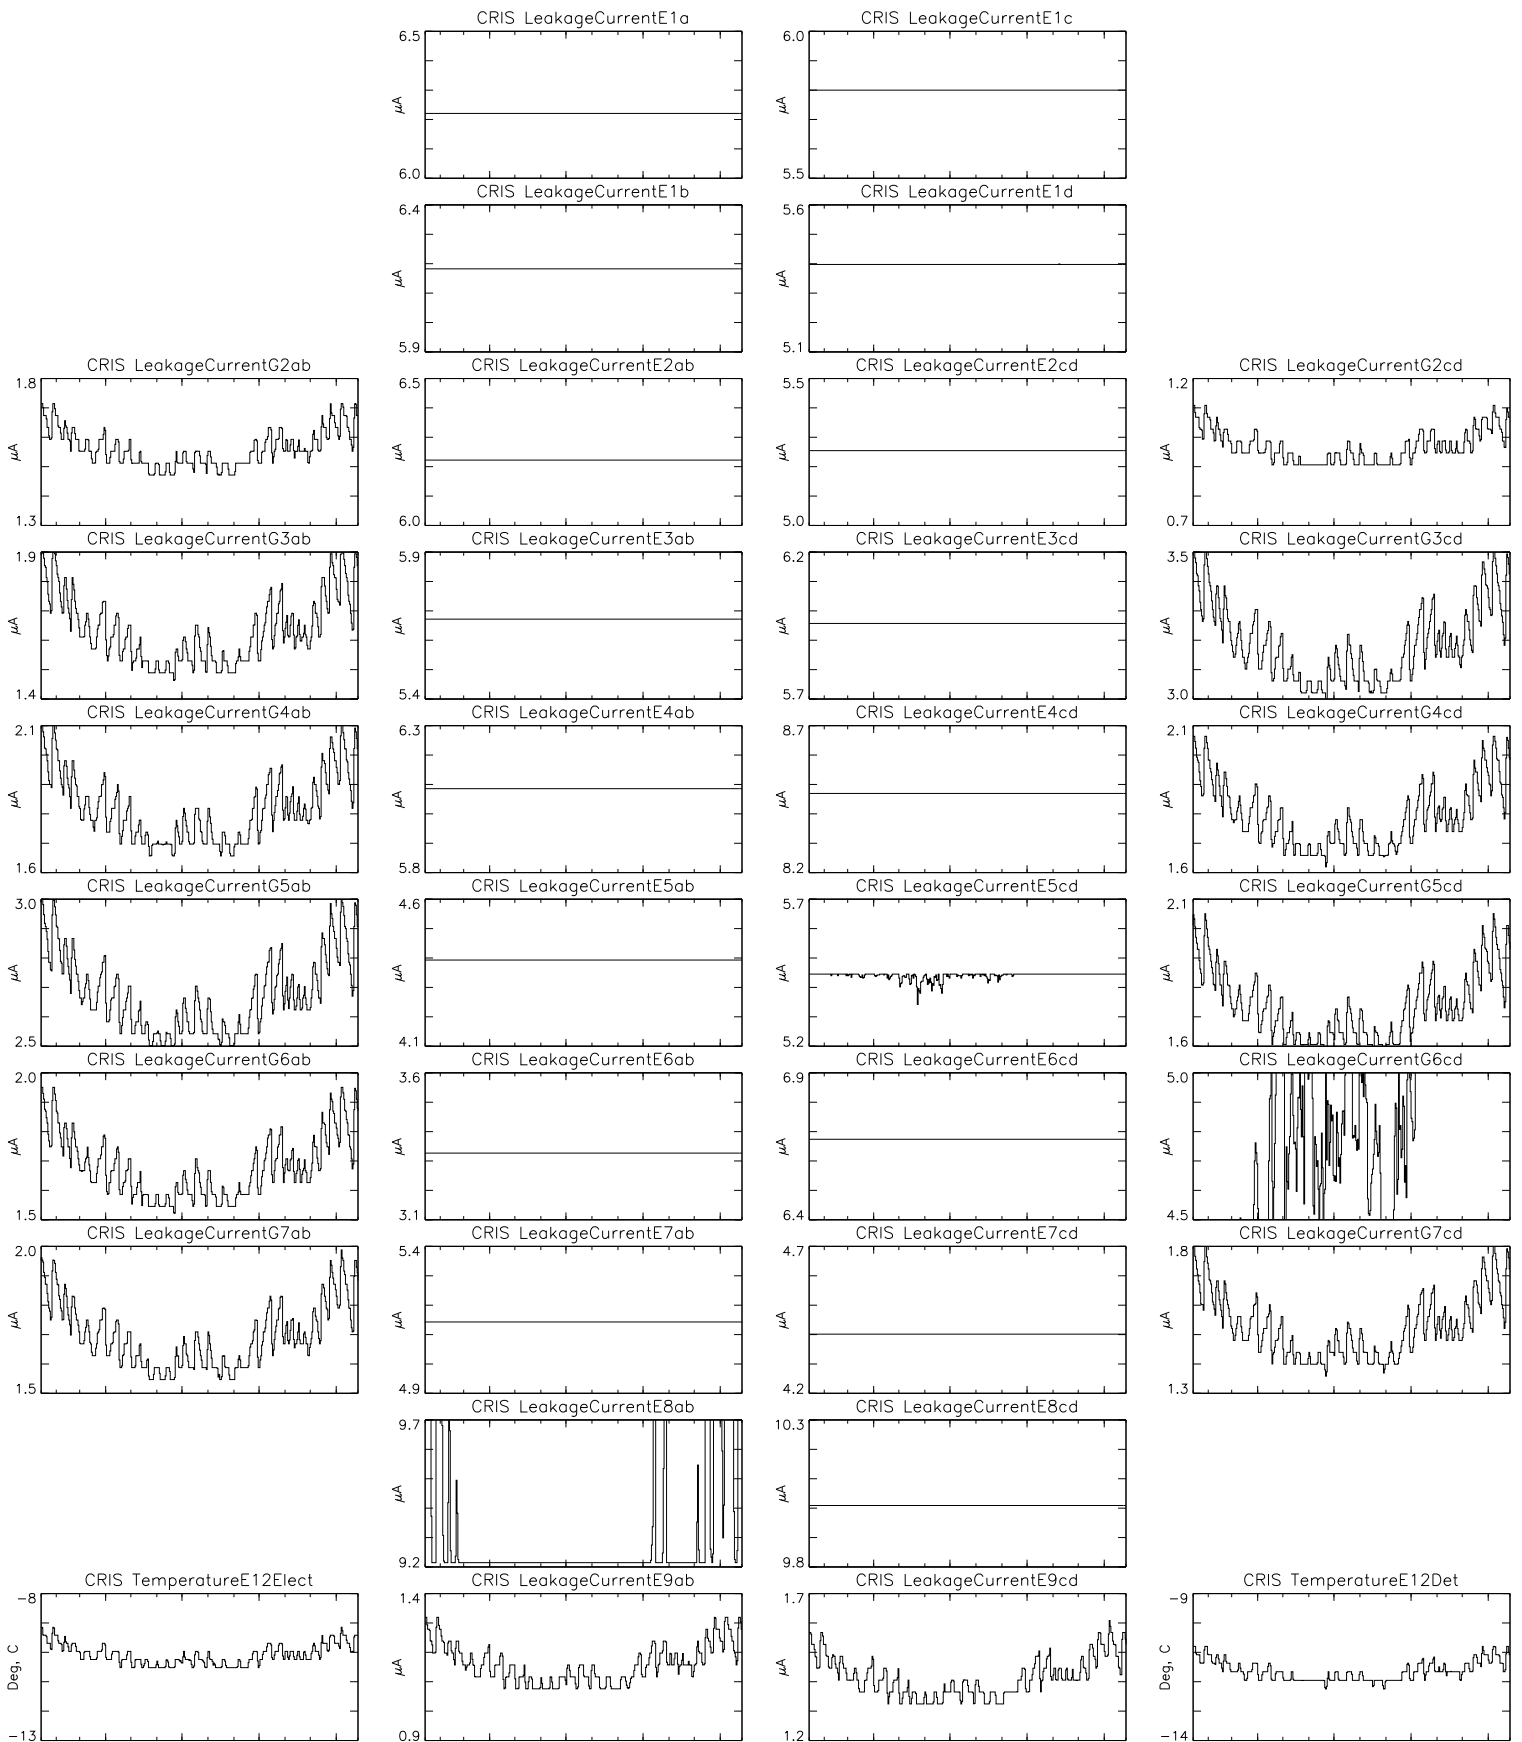 CRIS LeakageCurrentE1a
6.5
μA
6.0
CRIS LeakageCurrentE1c
6.0
μA
5.5
CRIS LeakageCurrentE1b
6.4
μA
5.9
CRIS LeakageCurrentE1d
5.6
μA
5.1
CRIS LeakageCurrentG2ab
1.8
μA
1.3
CRIS LeakageCurrentE2ab
6.5
μA
6.0
CRIS LeakageCurrentE2cd
5.5
μA
5.0
CRIS LeakageCurrentG2cd
1.2
μA
0.7
CRIS LeakageCurrentG3ab
1.9
μA
1.4
CRIS LeakageCurrentE3ab
5.9
μA
5.4
CRIS LeakageCurrentE3cd
6.2
μA
5.7
CRIS LeakageCurrentG3cd
3.5
μA
3.0
CRIS LeakageCurrentG4ab
2.1
μA
1.6
CRIS LeakageCurrentE4ab
6.3
μA
5.8
CRIS LeakageCurrentE4cd
8.7
μA
8.2
CRIS LeakageCurrentG4cd
2.1
μA
1.6
CRIS LeakageCurrentG5ab
3.0
μA
2.5
CRIS LeakageCurrentE5ab
4.6
μA
4.1
CRIS LeakageCurrentE5cd
5.7
μA
5.2
CRIS LeakageCurrentG5cd
2.1
μA
1.6
CRIS LeakageCurrentG6ab
2.0
μA
1.5
CRIS LeakageCurrentE6ab
3.6
μA
3.1
CRIS LeakageCurrentE6cd
6.9
μA
6.4
CRIS LeakageCurrentG6cd
5.0
μA
4.5
CRIS LeakageCurrentG7ab
2.0
μA
1.5
CRIS LeakageCurrentE7ab
5.4
μA
4.9
CRIS LeakageCurrentE7cd
4.7
μA
4.2
CRIS LeakageCurrentG7cd
1.8
μA
1.3
CRIS LeakageCurrentE8ab
9.7
μA
9.2
CRIS LeakageCurrentE8cd
10.3
μA
9.8
CRIS TemperatureE12Elect
-8
Deg, C
-13
CRIS LeakageCurrentE9ab
1.4
μA
0.9
CRIS LeakageCurrentE9cd
1.7
μA
1.2
CRIS TemperatureE12Det
-9
Deg, C
-14